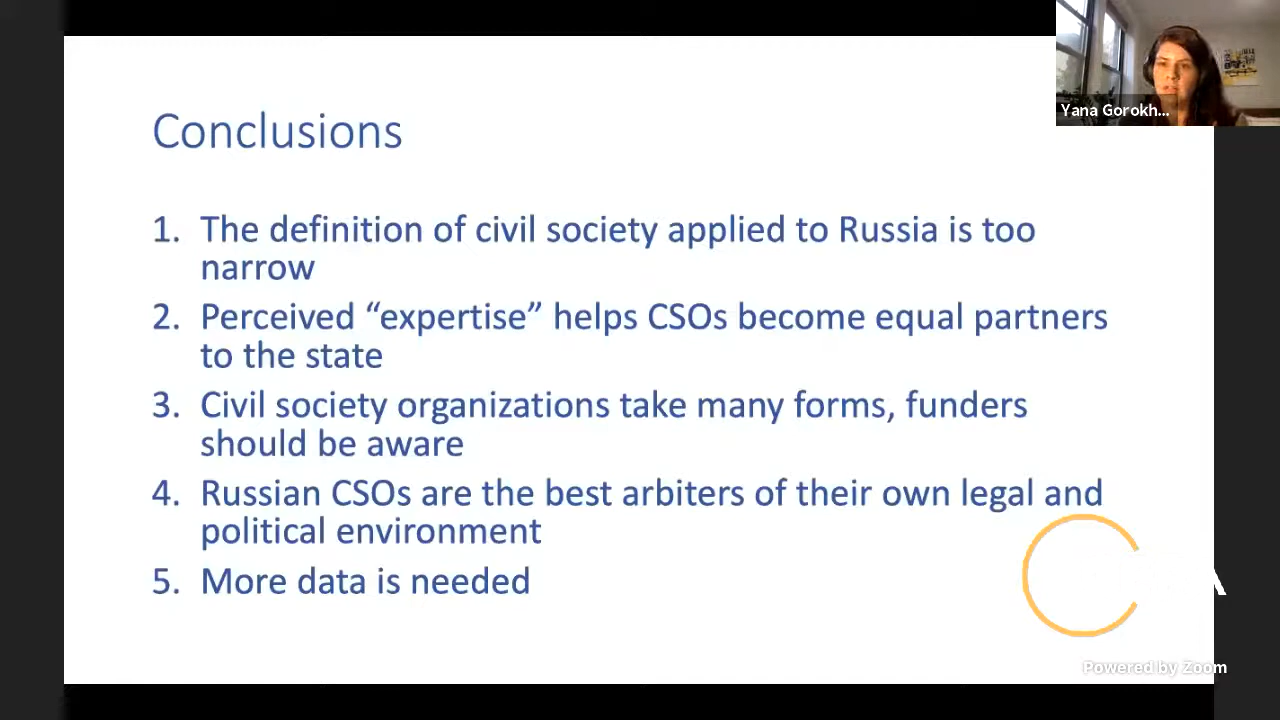 Yana Gorokh...
Conclusions
1. The definition of civil society applied to Russia is too
narrow
2. Perceived “expertise” helps CSOs become equal partners
to the state
3. Civil society organizations take many forms, funders
should be aware
4. Russian CSOs are the best arbiters of their own legal and
political environment
5. More data is needed
Powered by Zoom